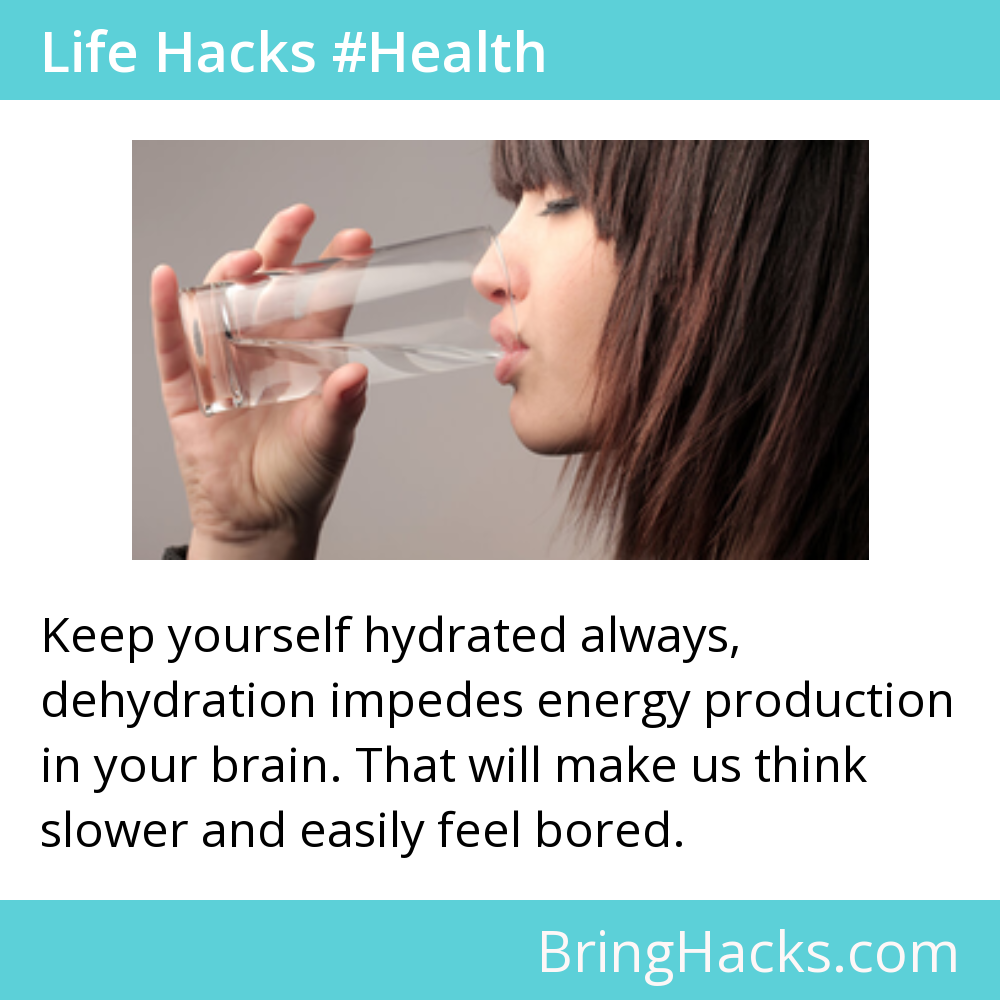 Life Hacks #Health
Keep yourself hydrated always,
dehydration impedes energy production
in your brain. That will make us think
slower and easily feel bored.
BringHacks.com